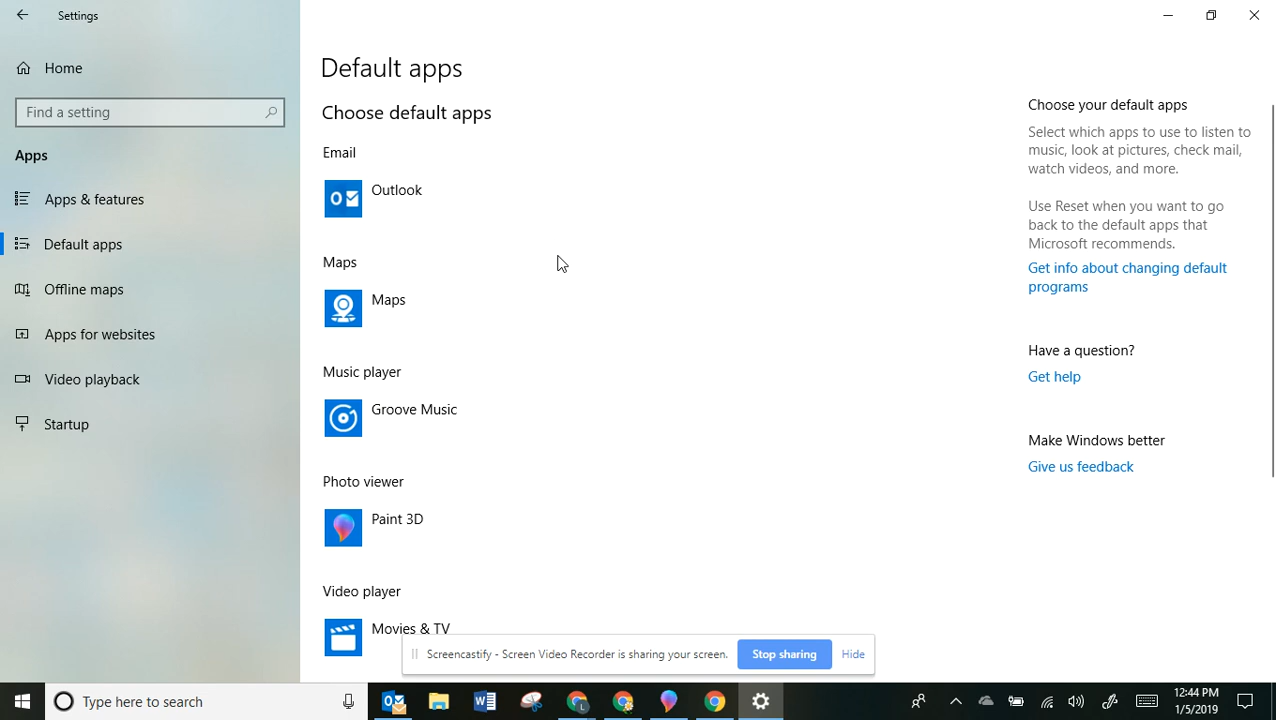 Settings
Home
Find a setting
Apps
Apps & features
Default apps
Offline maps
Apps for websites
Video playback
Startup
Default apps
Choose default apps
Email
Outlook
Maps
Maps
Music player
Groove Music
Photo viewer
Paint 3D
Video player
Movies & TV
Choose your default apps
Select which apps to use to listen to
music, look at pictures, check mail,
watch videos, and more.
Use Reset when you want to go
back to the default apps that
Microsoft recommends.
Get info about changing default
programs
Have a question?
Get help
Make Windows better
Give us feedback
Screencastify - Screen Video Recorder is sharing your screen.
Stop sharing
Hide
Type here to search
12:44 PM
1/5/2019